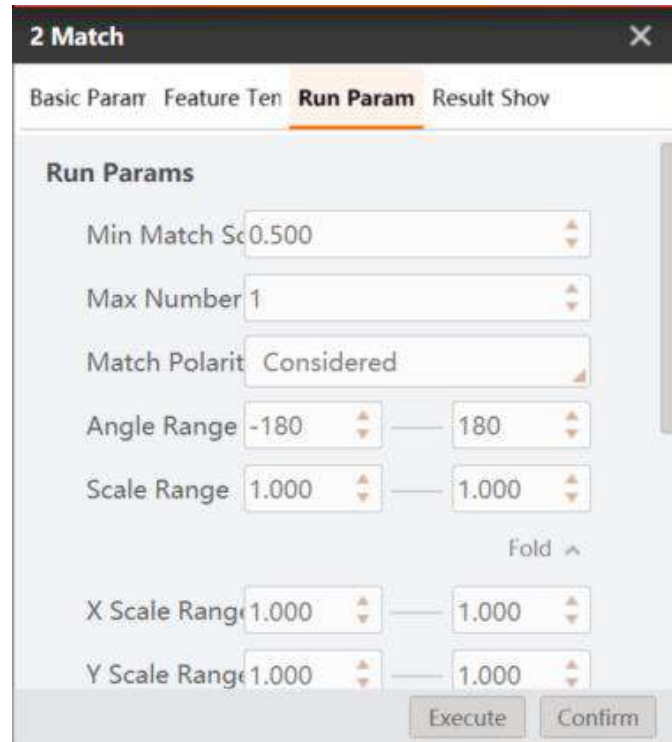 2 Match
Basic Param Feature Ten Run Param Result Shov
Run Params
Min Match Sc 0.500
Max Number 1
Match Polarit Considered
Angle Range -180 180
Scale Range 1.000 1.000
Fold
X Scale Range 1.000 1.000
Y Scale Range 1.000 1.000
Execute Confirm